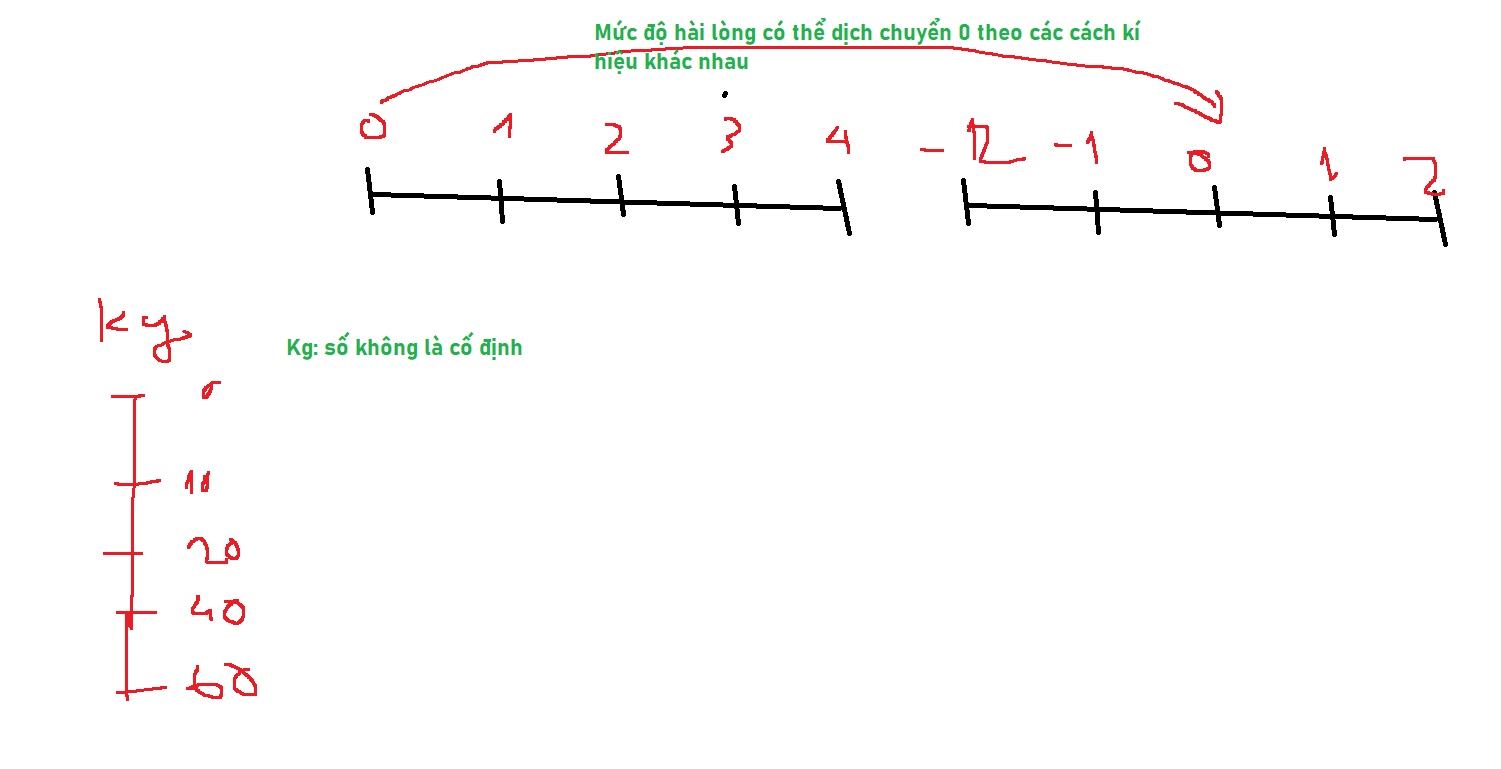 Mức độ hài lòng có thể dịch chuyển 0 theo các cách kí
hiệu khác nhau
0 1 2 3 4 -2 -1 0 1 2
kg
Kg: số không là cố định
0
10
20
40
60